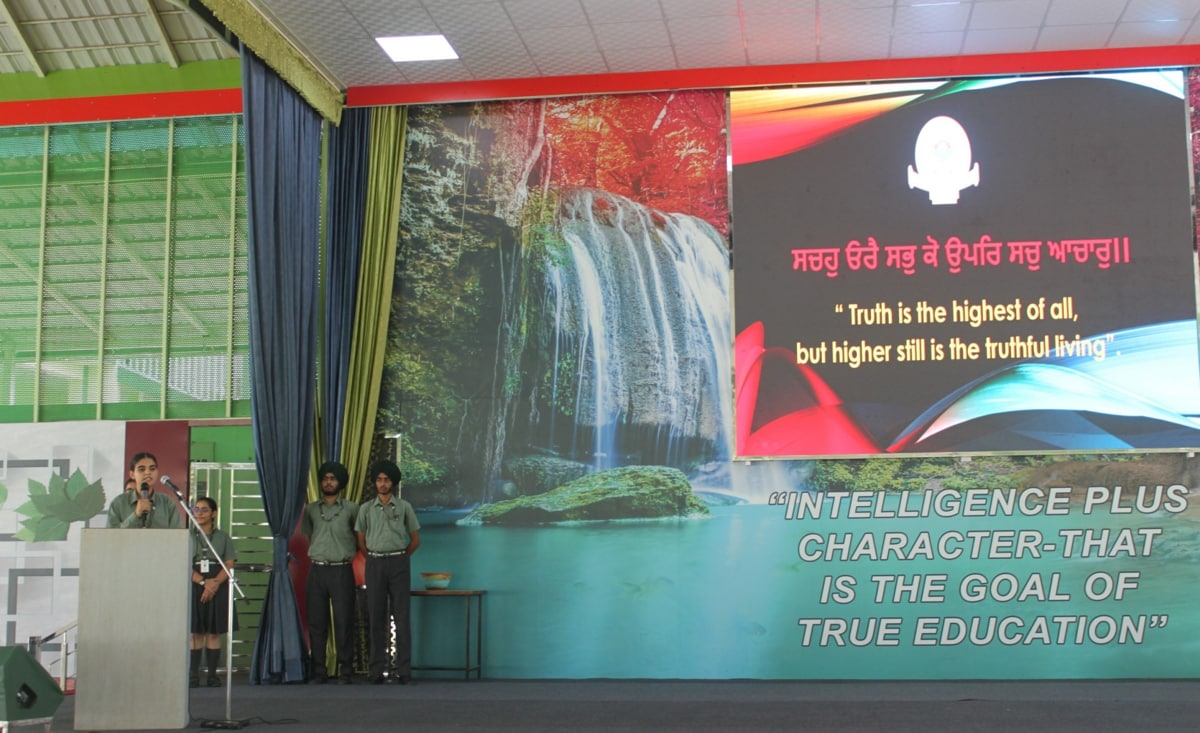 ਸਚਹੁ ਓਰੈ ਸਭੁ ਕੋ ਉਪਰਿ ਸਚੁ ਆਚਾਰੁ॥
“ Truth is the highest of all,
but higher still is the truthful living”.
“INTELLIGENCE PLUS
CHARACTER-THAT
IS THE GOAL OF
TRUE EDUCATION”